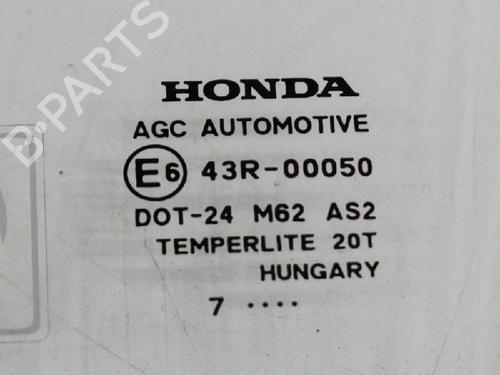 B-PARTS
HONDA
AGC AUTOMOTIVE
E6 43R-00050
DOT-24 M62 AS2
TEMPERLITE 20T
HUNGARY
7 ....